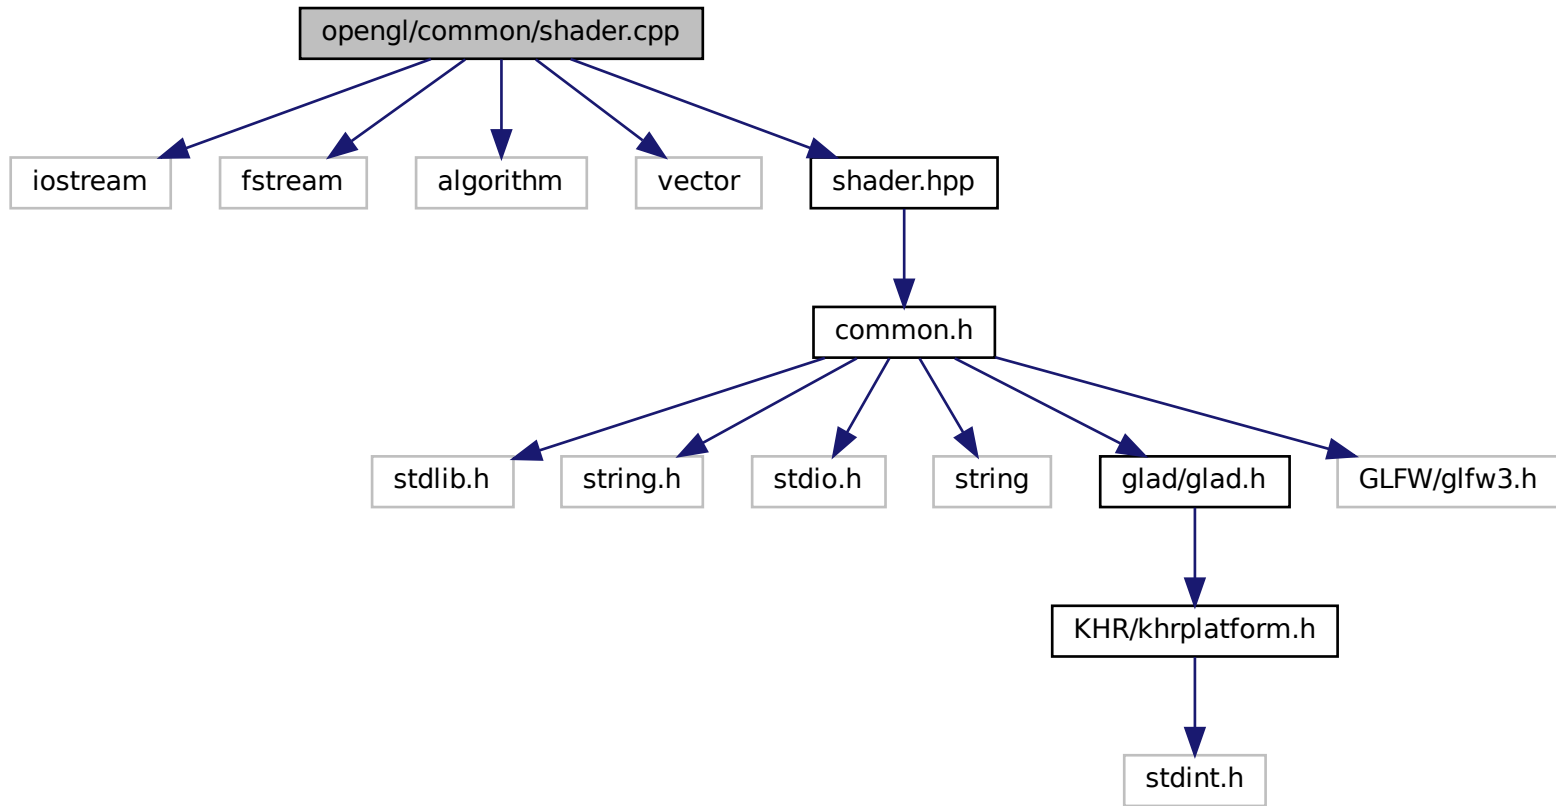 opengl/common/shader.cpp
iostream
fstream
algorithm
vector
shader.hpp
common.h
stdlib.h
string.h
stdio.h
string
glad/glad.h
GLFW/glfw3.h
KHR/khrplatform.h
stdint.h